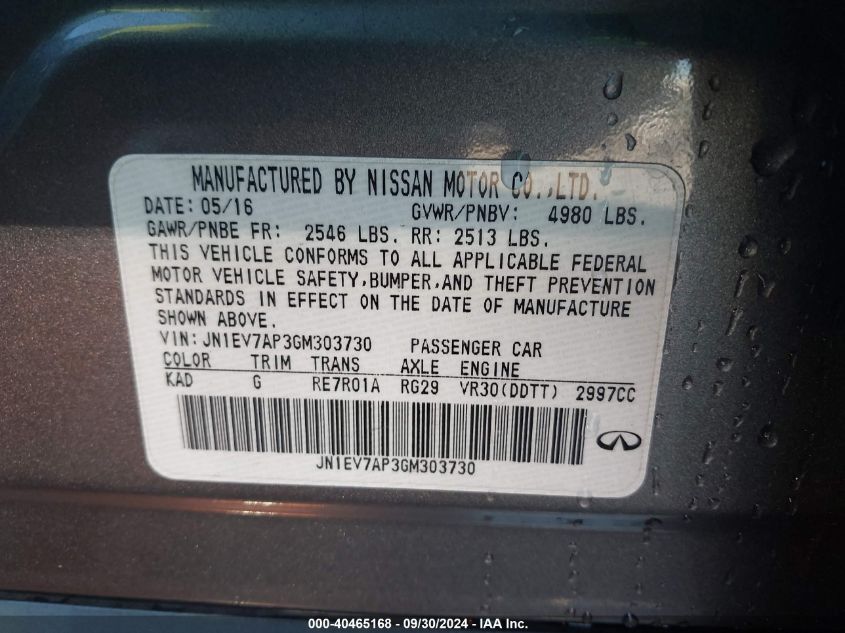 MANUFACTURED BY NISSAN MOTOR CO.,LTD.
DATE: 05/16 GVWR/PNBV: 4980 LBS.
GAWR/PNBE FR: 2546 LBS. RR: 2513 LBS.
THIS VEHICLE CONFORMS TO ALL APPLICABLE FEDERAL
MOTOR VEHICLE SAFETY,BUMPER,AND THEFT PREVENTION
STANDARDS IN EFFECT ON THE DATE OF MANUFACTURE
SHOWN ABOVE.
VIN:JN1EV7AP3GM303730 PASSENGER CAR
COLOR TRIM TRANS AXLE ENGINE
KAD G RE7R01A RG29 VR30(DDTT) 2997CC
JN1EV7AP3GM303730
000-40465168 - 09/30/2024 - IAA Inc.